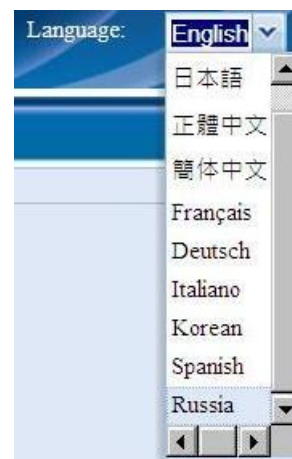 Language:
English
日本語
正體中文
簡体中文
Français
Deutsch
Italiano
Korean
Spanish
Russia